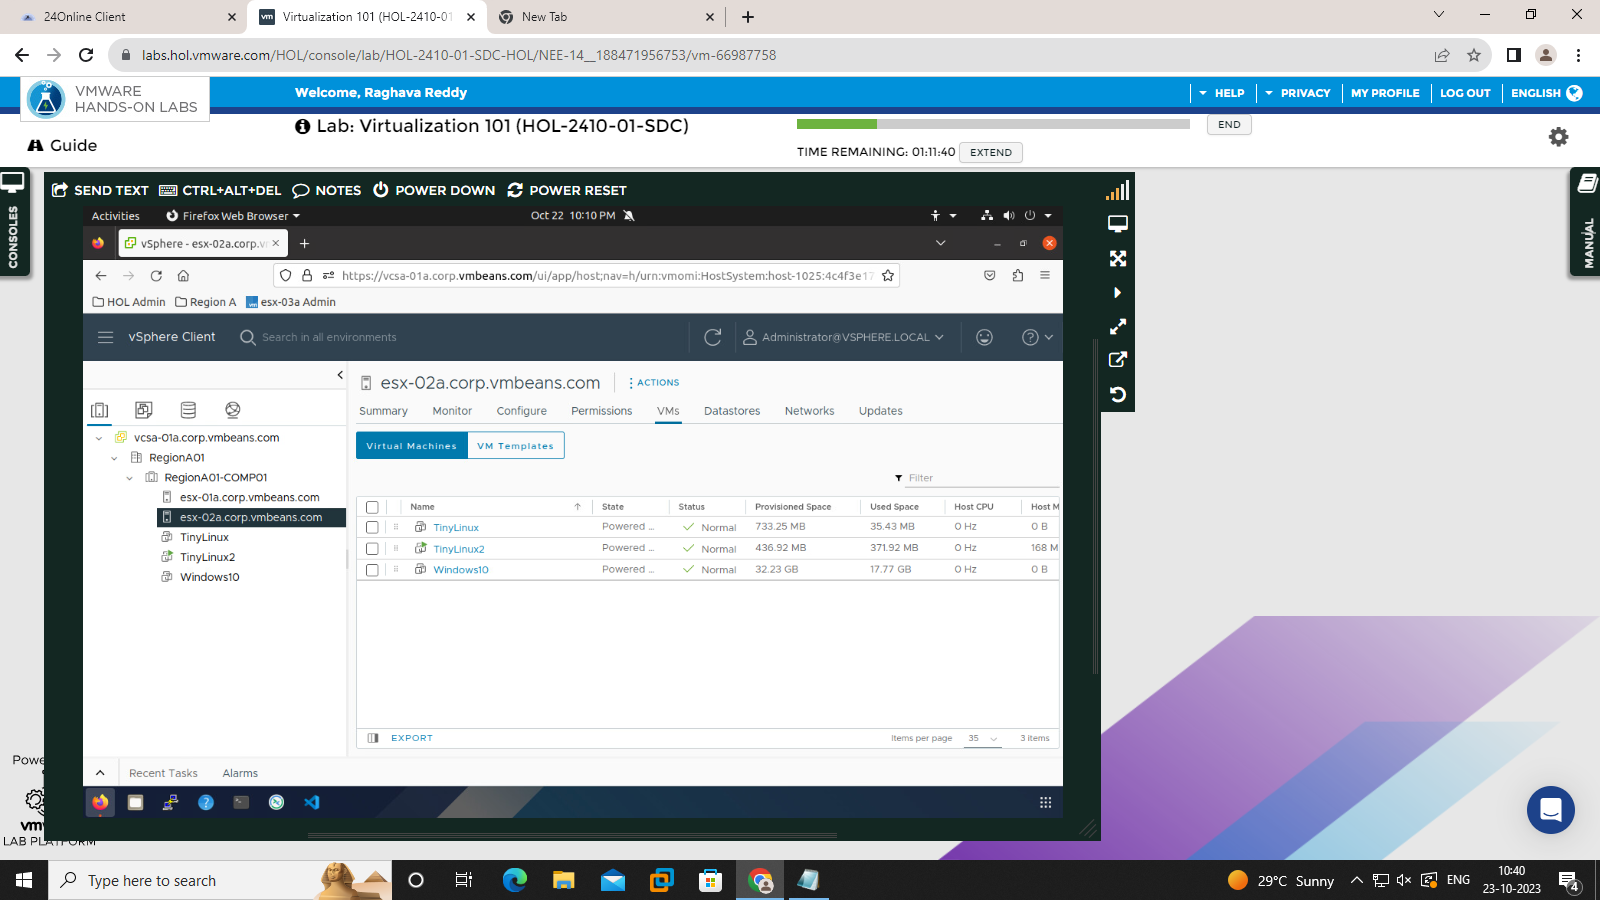 24Online Client
Virtualization 101 (HOL-2410-01
New Tab
labs.hol.vmware.com/HOL/console/lab/HOL-2410-01-SDC-HOL/NEE-14__188471956753/vm-66987758
VMWARE
HANDS-ON LABS
Welcome, Raghava Reddy
HELP
PRIVACY
MY PROFILE
LOG OUT
ENGLISH
Guide
Lab: Virtualization 101 (HOL-2410-01-SDC)
END
TIME REMAINING: 01:11:40
EXTEND
CONSOLES
MANUAL
SEND TEXT
CTRL+ALT+DEL
NOTES
POWER DOWN
POWER RESET
Activities
Firefox Web Browser
Oct 22 10:10 PM
vSphere - esx-02a.corp.v
https://vcsa-01a.corp.vmbeans.com/ui/app/host;nav=h/urn:vmomi:HostSystem:host-1025:4c4f3e17
HOL Admin
Region A
esx-03a Admin
vSphere Client
Search in all environments
Administrator@VSPHERE.LOCAL
vcsa-01a.corp.vmbeans.com
RegionA01
RegionA01-COMP01
esx-01a.corp.vmbeans.com
esx-02a.corp.vmbeans.com
TinyLinux
TinyLinux2
Windows10
esx-02a.corp.vmbeans.com
ACTIONS
Summary
Monitor
Configure
Permissions
VMs
Datastores
Networks
Updates
Virtual Machines
VM Templates
Filter
Name
State
Status
Provisioned Space
Used Space
Host CPU
Host M
TinyLinux
Powered ...
Normal
733.25 MB
35.43 MB
0 Hz
0 B
TinyLinux2
Powered ...
Normal
436.92 MB
371.92 MB
0 Hz
168 M
Windows10
Powered ...
Normal
32.23 GB
17.77 GB
0 Hz
0 B
EXPORT
Items per page
35
3 items
Recent Tasks
Alarms
Powe
vmv
LAB PLATFORM
Type here to search
29°C Sunny
ENG
10:40
23-10-2023
4